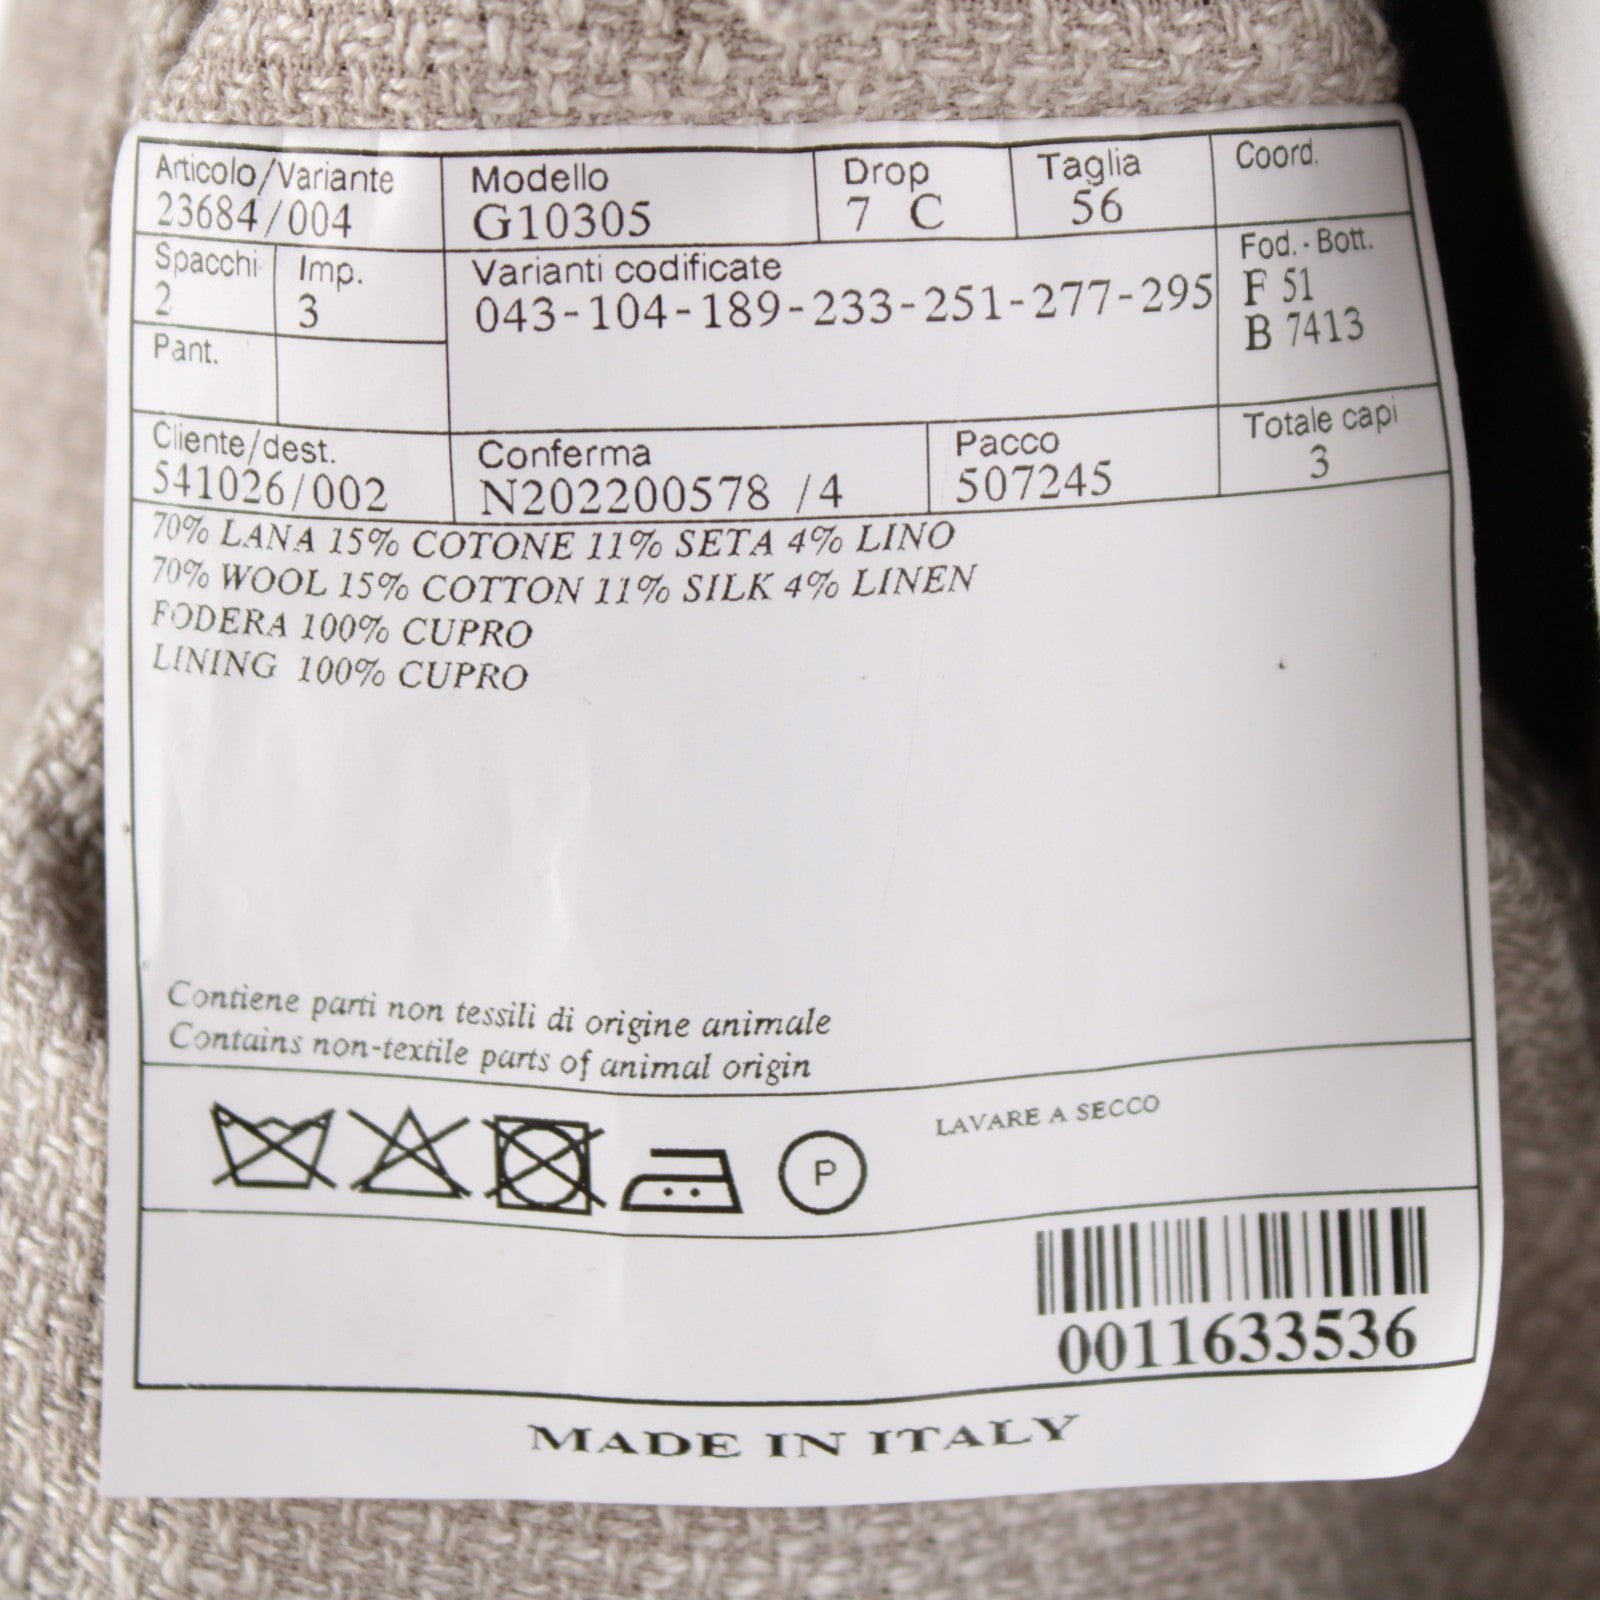 Articolo/Variante Modello Drop Taglia Coord.
23684/004 G10305 7 C 56
Spacchi Imp. Varianti codificate Fod.-Bott.
2 3 043-104-189-233-251-277-295 F 51
B 7413
Pant.
Cliente/dest. Conferma Pacco Totale capi
541026/002 N202200578 /4 507245 3
70% LANA 15% COTONE 11% SETA 4% LINO
70% WOOL 15% COTTON 11% SILK 4% LINEN
FODERA 100% CUPRO
LINING 100% CUPRO
Contiene parti non tessili di origine animale
Contains non-textile parts of animal origin
P LAVARE A SECCO
0011633536
MADE IN ITALY